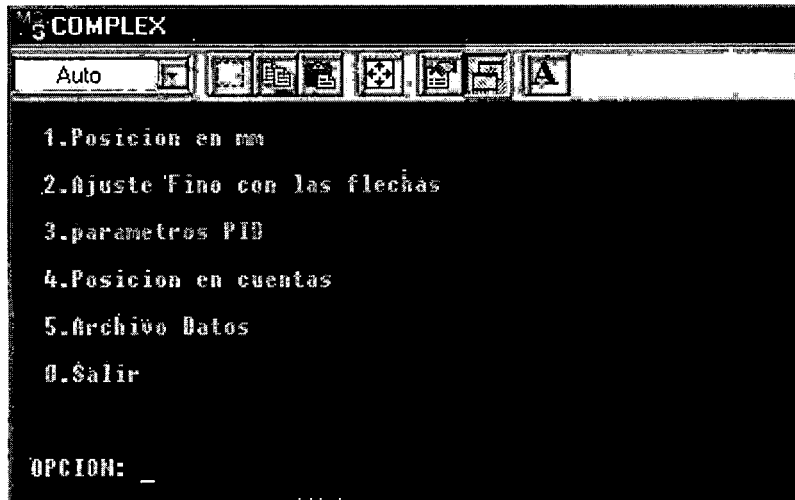 COMPLEX
Auto
A
1.Posicion en mm
2.Ajuste Fino con las flechas
3.parametros PID
4.Posicion en cuentas
5.Archivo Datos
0.Salir
OPCION: _